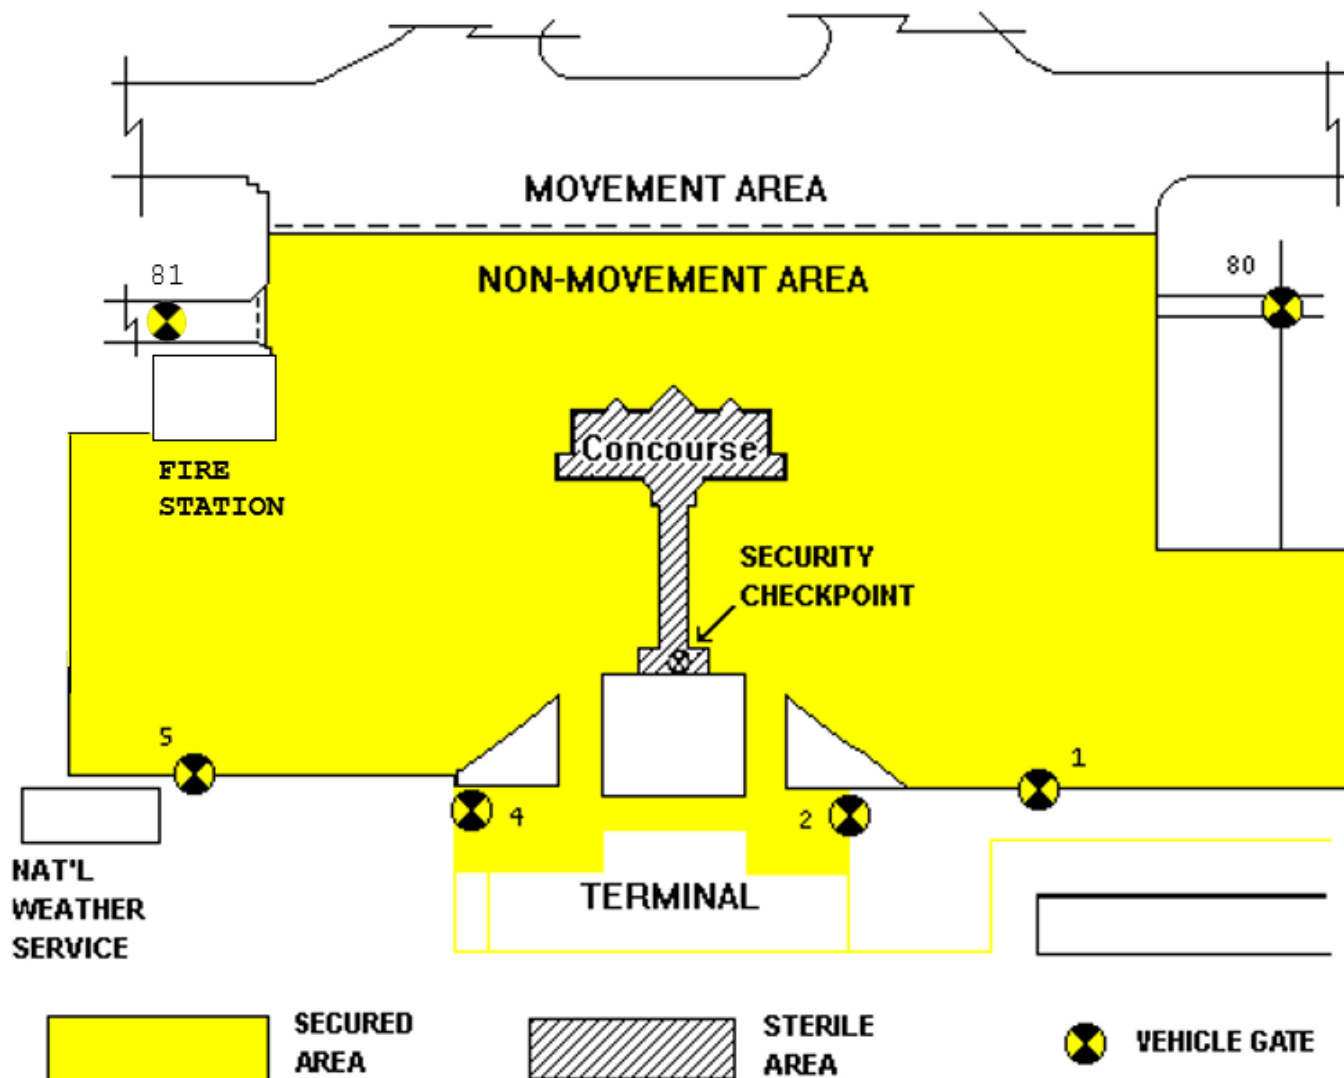 MOVEMENT AREA
NON-MOVEMENT AREA
81
80
Concourse
FIRE
STATION
SECURITY
CHECKPOINT
5
4
2
1
NAT'L
WEATHER
SERVICE
TERMINAL
SECURED
AREA
STERILE
AREA
VEHICLE GATE